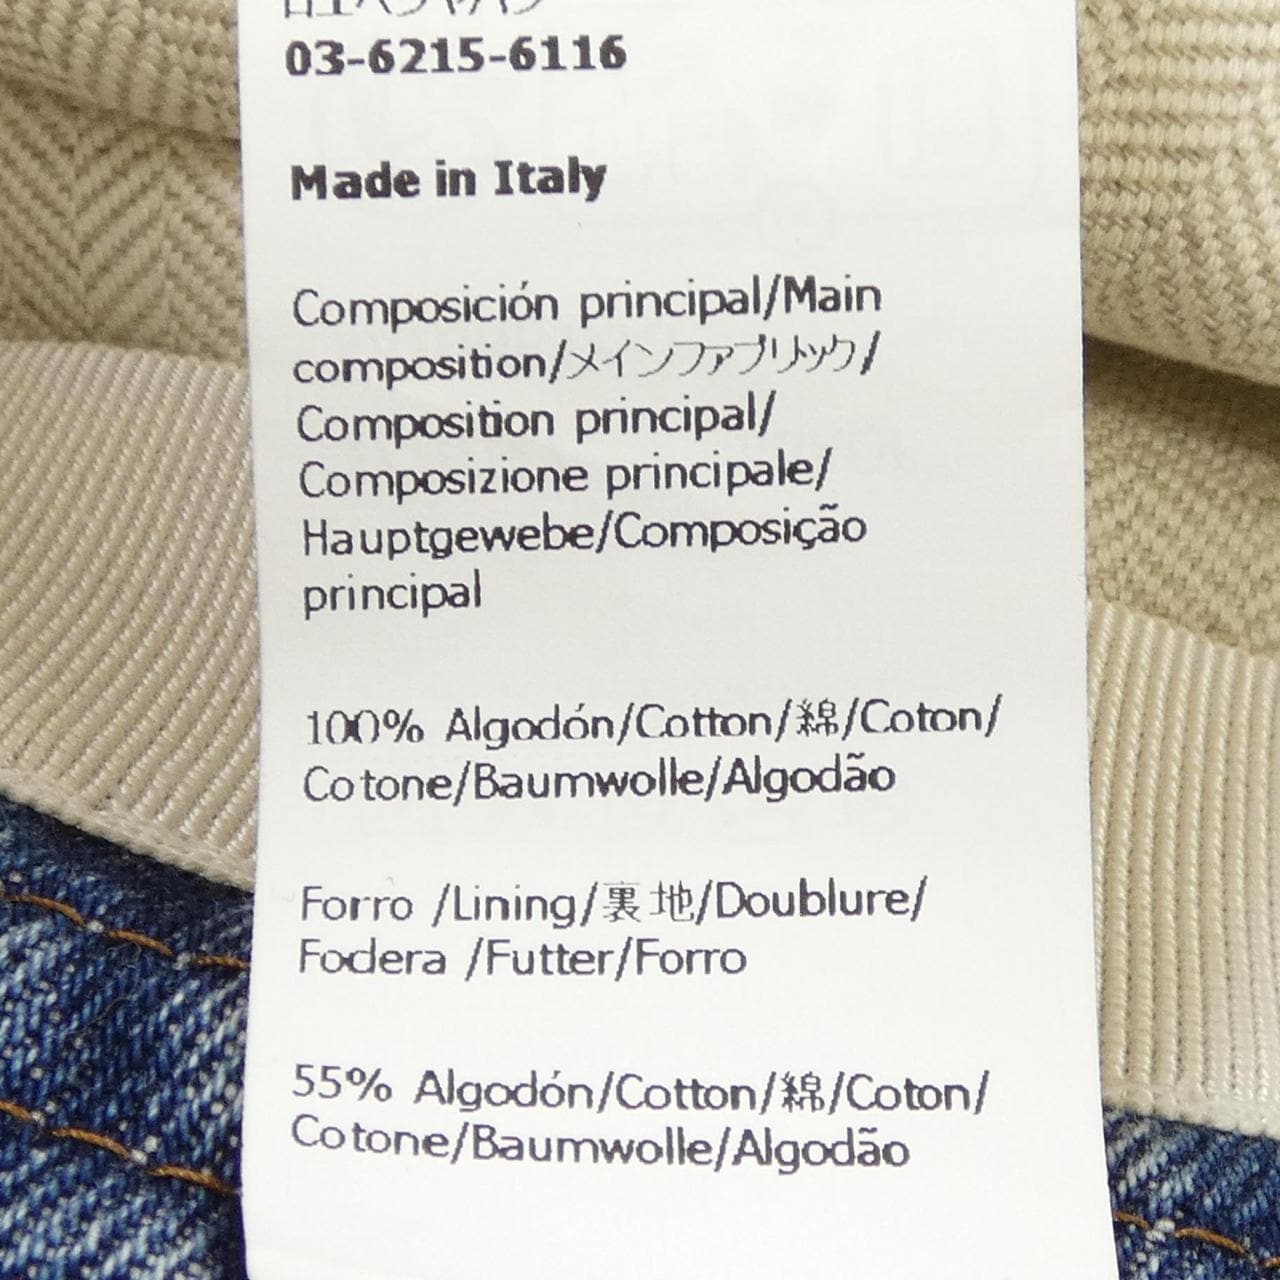 03-6215-6116
Made in Italy
Composición principal/Main
composition/メインファブリック/
Composition principal/
Composizione principale/
Hauptgewebe/Composição
principal
100% Algodón/Cotton/綿/Coton/
Cotone/Baumwolle/Algodão
Forro /Lining/裏地/Doublure/
Fodera /Futter/Forro
55% Algodón/Cotton/綿/Coton/
Cotone/Baumwolle/Algodão